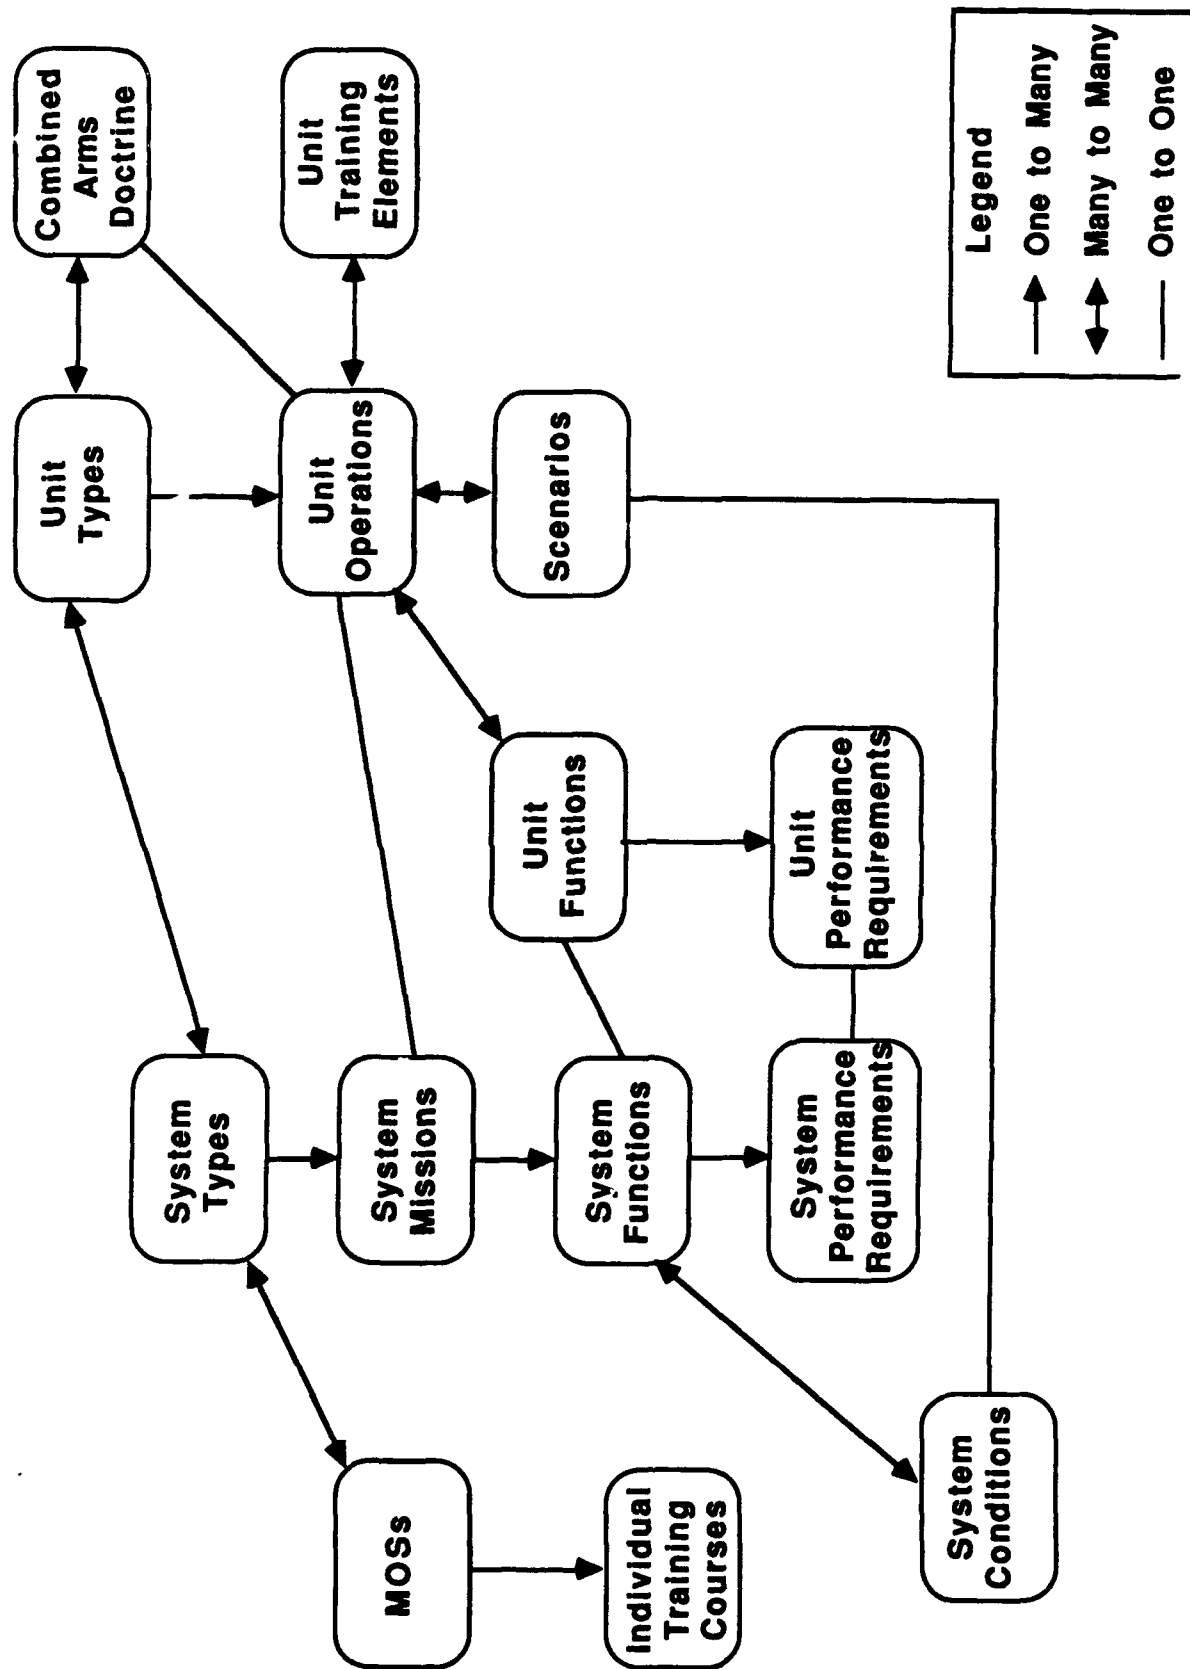 MOSs
Individual
Training
Courses
System
Types
System
Missions
System
Functions
System
Performance
Requirements
System
Conditions
Unit
Types
Combined
Arms
Doctrine
Unit
Operations
Unit
Training
Elements
Scenarios
Unit
Functions
Unit
Performance
Requirements
Legend
One to Many
Many to Many
One to One